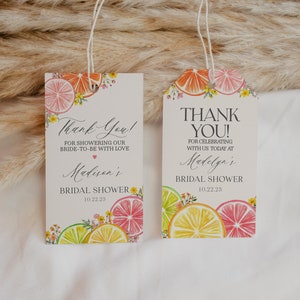 Thank You!
FOR SHOWERING OUR
BRIDE-TO-BE WITH LOVE
Madison's
BRIDAL SHOWER
10.22.25
THANK
YOU!
FOR CELEBRATING
WITH US TODAY AT
Madelyn's
BRIDAL SHOWER
10.22.25